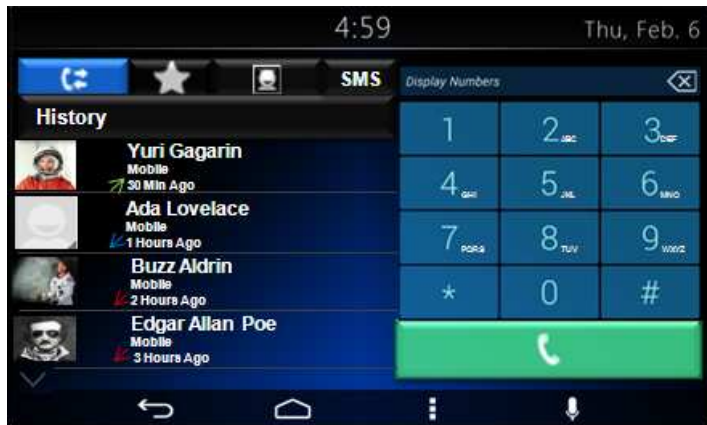 4:59
Thu, Feb. 6
SMS
History
Yuri Gagarin
Mobile
30 Min Ago
Ada Lovelace
Mobile
1 Hours Ago
Buzz Aldrin
Mobile
2 Hours Ago
Edgar Allan Poe
Mobile
3 Hours Ago
Display Numbers
1
2 ABC
3 DEF
4 GHI
5 JKL
6 MNO
7 PQRS
8 TUV
9 WXYZ
*
0
#